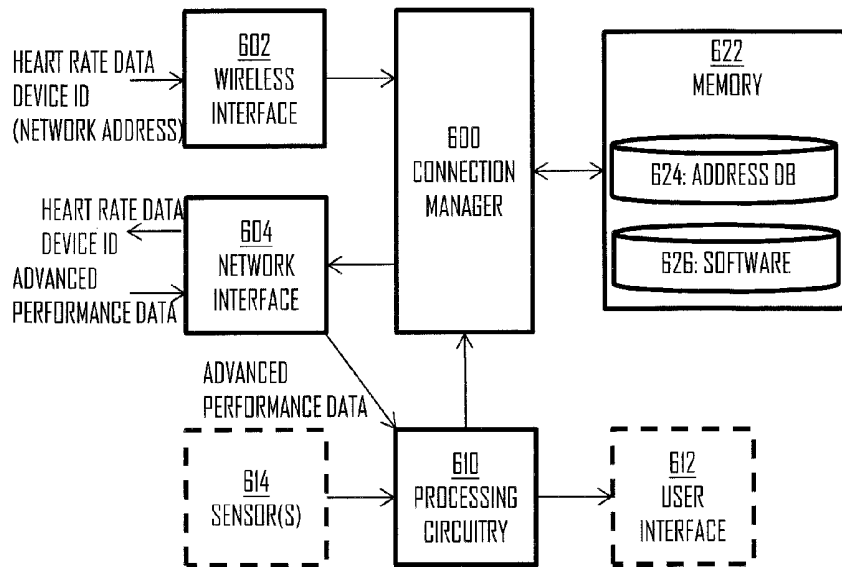 HEART RATE DATA
DEVICE ID
(NETWORK ADDRESS)
602
WIRELESS
INTERFACE
600
CONNECTION
MANAGER
622
MEMORY
624: ADDRESS DB
626: SOFTWARE
HEART RATE DATA
DEVICE ID
ADVANCED
PERFORMANCE DATA
604
NETWORK
INTERFACE
ADVANCED
PERFORMANCE DATA
614
SENSOR(S)
610
PROCESSING
CIRCUITRY
612
USER
INTERFACE